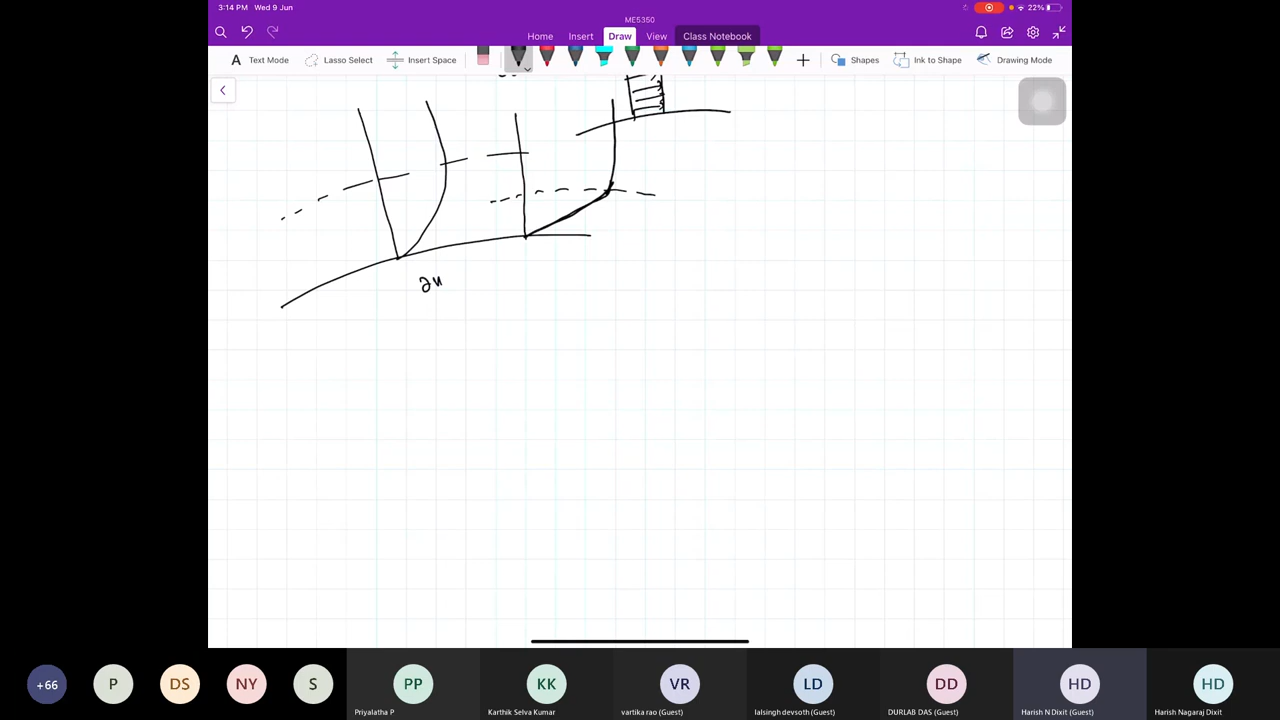 3:14 PM Wed 9 Jun
22%
ME5350
Home Insert Draw View Class Notebook
A Text Mode Lasso Select Insert Space Shapes Ink to Shape Drawing Mode
∂u
+66 P DS NY S PP KK VR LD DD HD HD
Priyalatha P Karthik Selva Kumar vartika rao (Guest) lalsingh devsoth (Guest) DURLAB DAS (Guest) Harish N Dixit (Guest) Harish Nagaraj Dixit